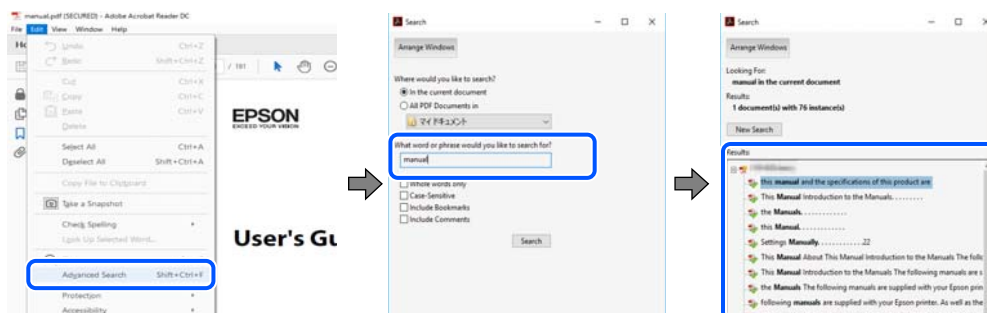 manual.pdf (SECURED) - Adobe Acrobat Reader DC
File Edit View Window Help
Undo Ctrl+Z
Redo Shift+Ctrl+Z
Cut Ctrl+X
Copy Ctrl+C
Paste Ctrl+V
Delete
Select All Ctrl+A
Deselect All Shift+Ctrl+A
Copy File to Clipboard
Take a Snapshot
Check Spelling
Look Up Selected Word...
Advanced Search Shift+Ctrl+F
Protection
Accessibility
/ 191
EPSON
EXCEED YOUR VISION
User's Gu
Search
Arrange Windows
Where would you like to search?
In the current document
All PDF Documents in
マイ ドキュメント
What word or phrase would you like to search for?
manual
Whole words only
Case-Sensitive
Include Bookmarks
Include Comments
Search
Search
Arrange Windows
Looking For:
manual in the current document
Results:
1 document(s) with 76 instance(s)
New Search
Results:
this manual and the specifications of this product are
This Manual Introduction to the Manuals. . . . . . . . .
the Manuals. . . . . . . . . . . . .
this Manual. . . . . . . . . . . . .
Settings Manually. . . . . . . . . . . . .22
This Manual About This Manual Introduction to the Manuals The follo
This Manual Introduction to the Manuals The following manuals are s
the Manuals The following manuals are supplied with your Epson prin
following manuals are supplied with your Epson printer. As well as the